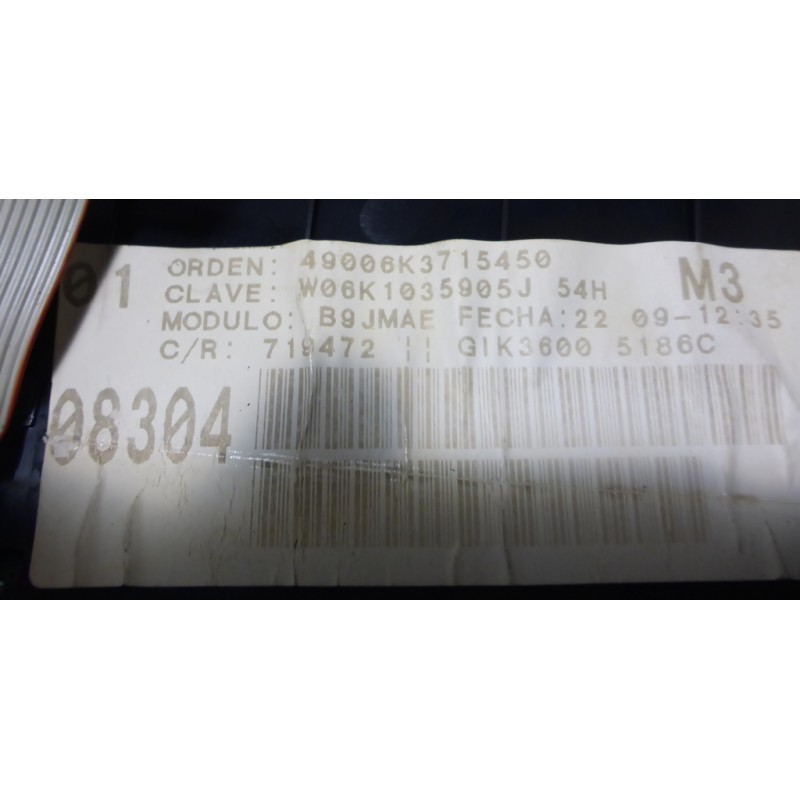 01 ORDEN: 49006K3715450
CLAVE: W06K1035905J 54H M3
MODULO: B9JMAE FECHA:22 09-12:35
C/R: 719472 || GIK3600 5186C
08304